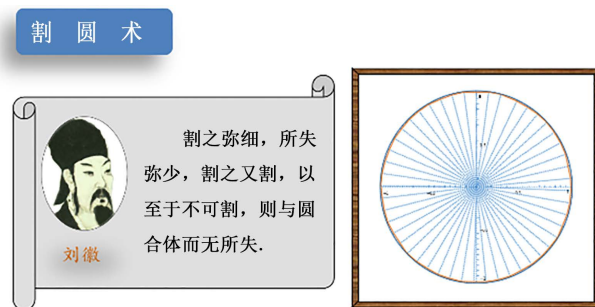 割 圆 术
割之弥细，所失
弥少，割之又割，以
至于不可割，则与圆
合体而无所失.
刘徽